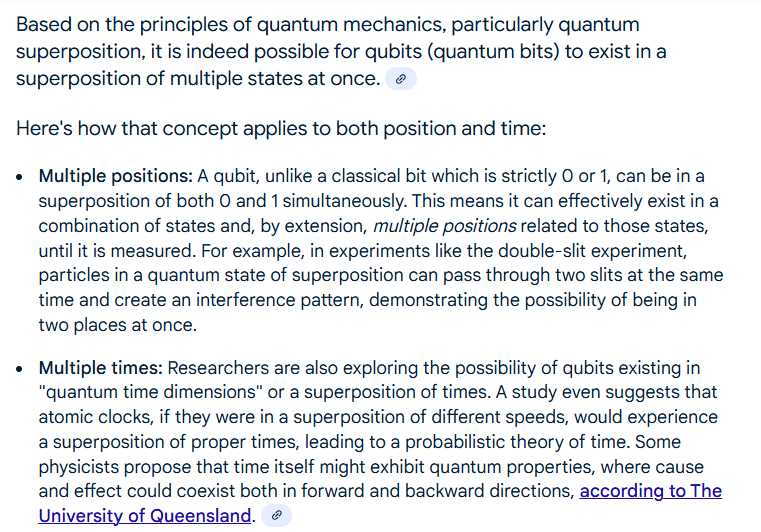 Based on the principles of quantum mechanics, particularly quantum
superposition, it is indeed possible for qubits (quantum bits) to exist in a
superposition of multiple states at once.
Here's how that concept applies to both position and time:
• Multiple positions: A qubit, unlike a classical bit which is strictly 0 or 1, can be in a
superposition of both 0 and 1 simultaneously. This means it can effectively exist in a
combination of states and, by extension, multiple positions related to those states,
until it is measured. For example, in experiments like the double-slit experiment,
particles in a quantum state of superposition can pass through two slits at the same
time and create an interference pattern, demonstrating the possibility of being in
two places at once.
• Multiple times: Researchers are also exploring the possibility of qubits existing in
"quantum time dimensions" or a superposition of times. A study even suggests that
atomic clocks, if they were in a superposition of different speeds, would experience
a superposition of proper times, leading to a probabilistic theory of time. Some
physicists propose that time itself might exhibit quantum properties, where cause
and effect could coexist both in forward and backward directions, according to The
University of Queensland.